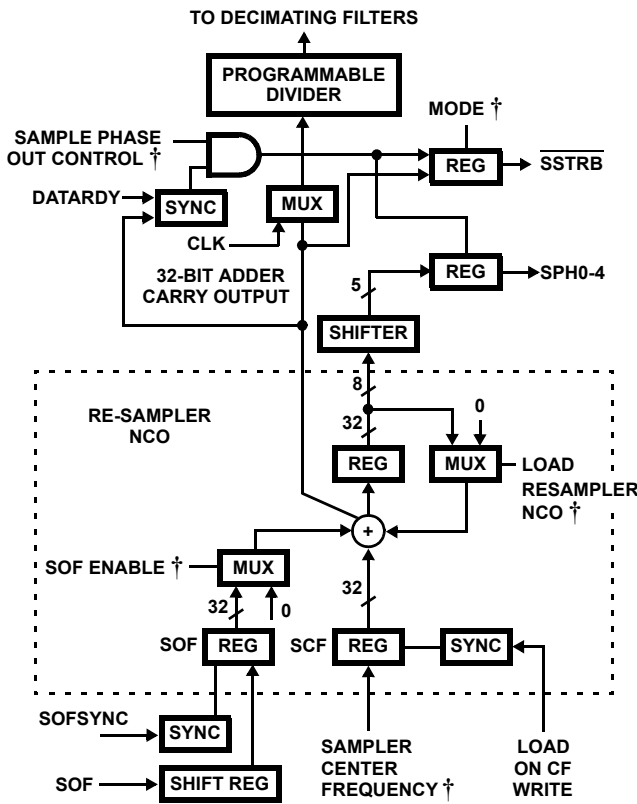 TO DECIMATING FILTERS
PROGRAMMABLE
DIVIDER
MODE †
SAMPLE PHASE
OUT CONTROL †
REG
SSTRB
DATARDY
SYNC
MUX
CLK
32-BIT ADDER
CARRY OUTPUT
5
REG
SPH0-4
SHIFTER
8
RE-SAMPLER
NCO
0
32
REG
MUX
LOAD
RESAMPLER
NCO †
+
SOF ENABLE †
MUX
32
0
32
SOF
REG
SCF
REG
SYNC
SOFSYNC
SYNC
SAMPLER
CENTER
FREQUENCY †
LOAD
ON CF
WRITE
SOF
SHIFT REG